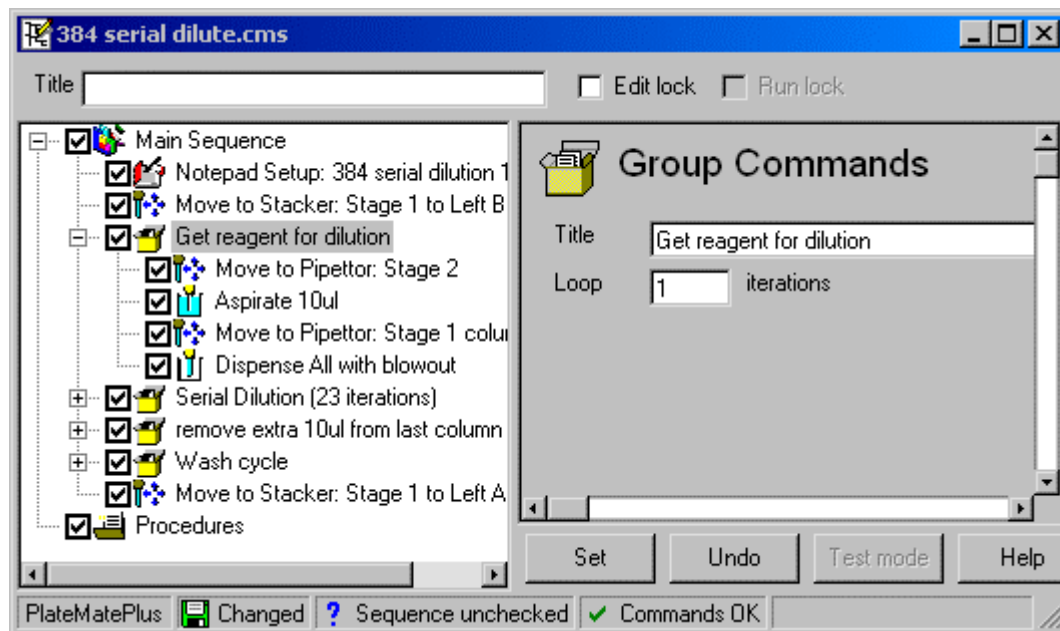 384 serial dilute.cms
Title
Edit lock
Run lock
Main Sequence
Notepad Setup: 384 serial dilution 1
Move to Stacker: Stage 1 to Left B
Get reagent for dilution
Move to Pipettor: Stage 2
Aspirate 10ul
Move to Pipettor: Stage 1 colu
Dispense All with blowout
Serial Dilution (23 iterations)
remove extra 10ul from last column
Wash cycle
Move to Stacker: Stage 1 to Left A
Procedures
Group Commands
Title Get reagent for dilution
Loop 1 iterations
Set Undo Test mode Help
PlateMatePlus Changed ? Sequence unchecked Commands OK